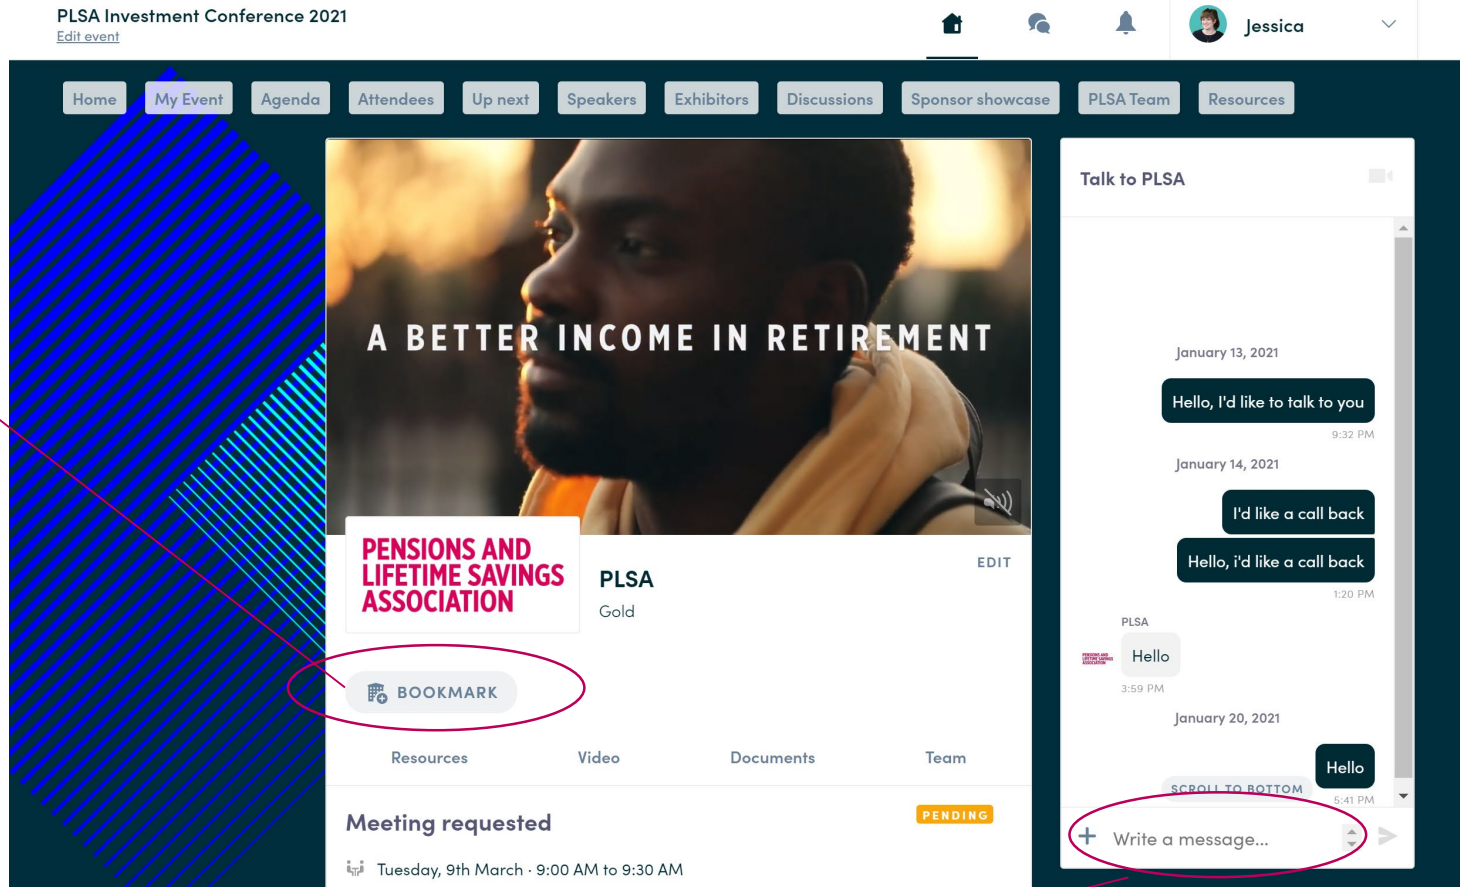 PLSA Investment Conference 2021
Edit event
Jessica
Home My Event Agenda Attendees Up next Speakers Exhibitors Discussions Sponsor showcase PLSA Team Resources
A BETTER INCOME IN RETIREMENT
PENSIONS AND
LIFETIME SAVINGS
ASSOCIATION
PLSA
Gold
EDIT
BOOKMARK
Resources Video Documents Team
Meeting requested
PENDING
Tuesday, 9th March · 9:00 AM to 9:30 AM
Talk to PLSA
January 13, 2021
Hello, I'd like to talk to you
9:32 PM
January 14, 2021
I'd like a call back
Hello, i'd like a call back
1:20 PM
PLSA
PENSIONS AND
LIFETIME SAVINGS
ASSOCIATION
Hello
3:59 PM
January 20, 2021
Hello
SCROLL TO BOTTOM
5:41 PM
Write a message...